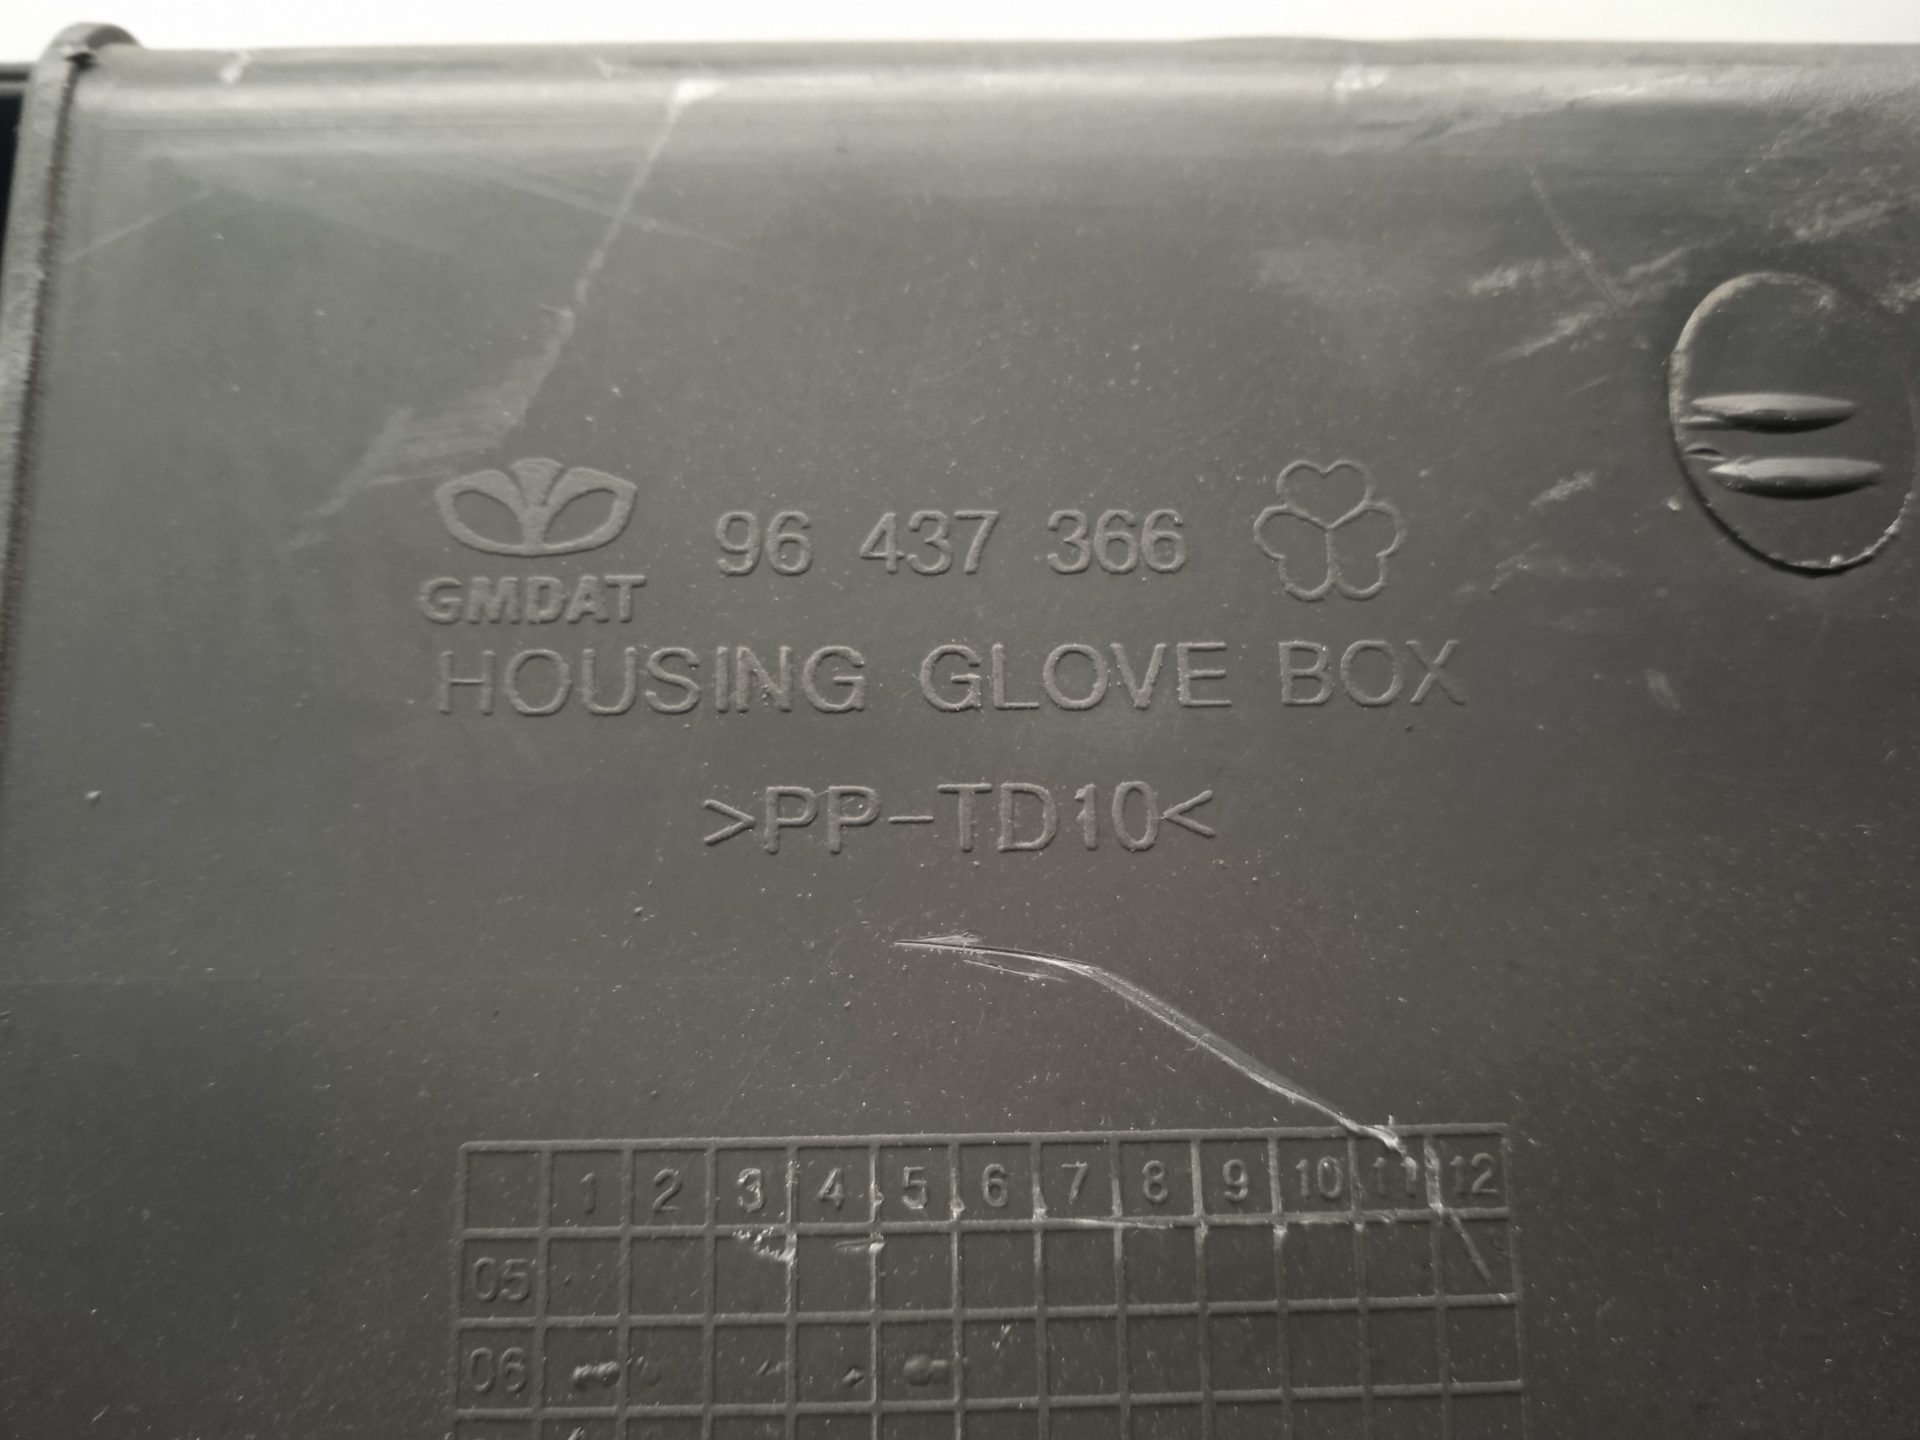 96 437 366
GMDAT
HOUSING GLOVE BOX
>PP-TD10<
1 2 3 4 5 6 7 8 9 10 11 12
05
06